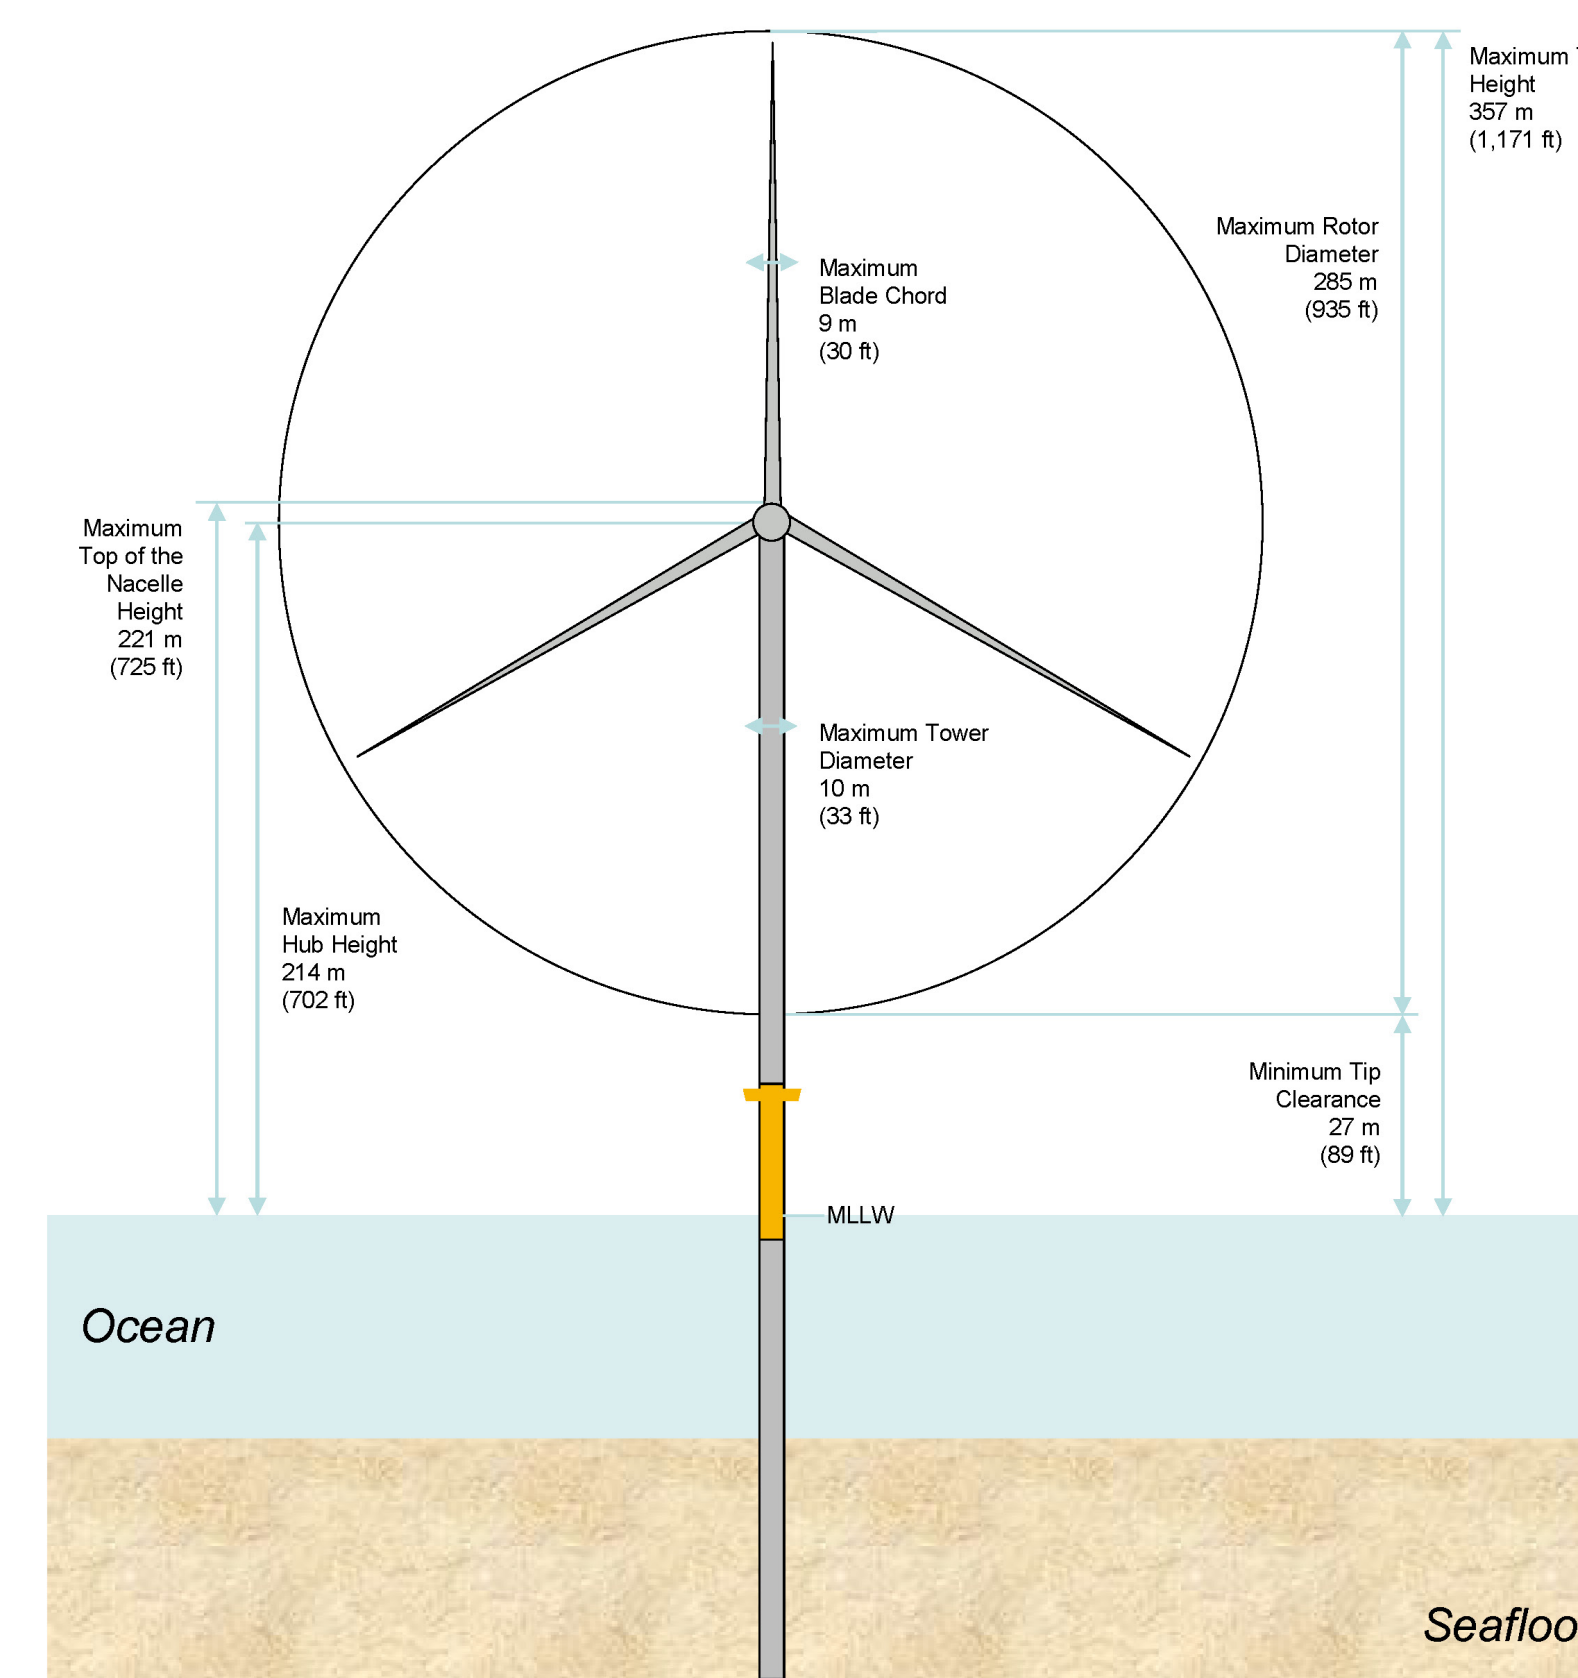 Maximum
Height
357 m
(1,171 ft)
Maximum Rotor
Diameter
285 m
(935 ft)
Maximum
Blade Chord
9 m
(30 ft)
Maximum
Top of the
Nacelle
Height
221 m
(725 ft)
Maximum Tower
Diameter
10 m
(33 ft)
Maximum
Hub Height
214 m
(702 ft)
Minimum Tip
Clearance
27 m
(89 ft)
MLLW
Ocean
Seafloo